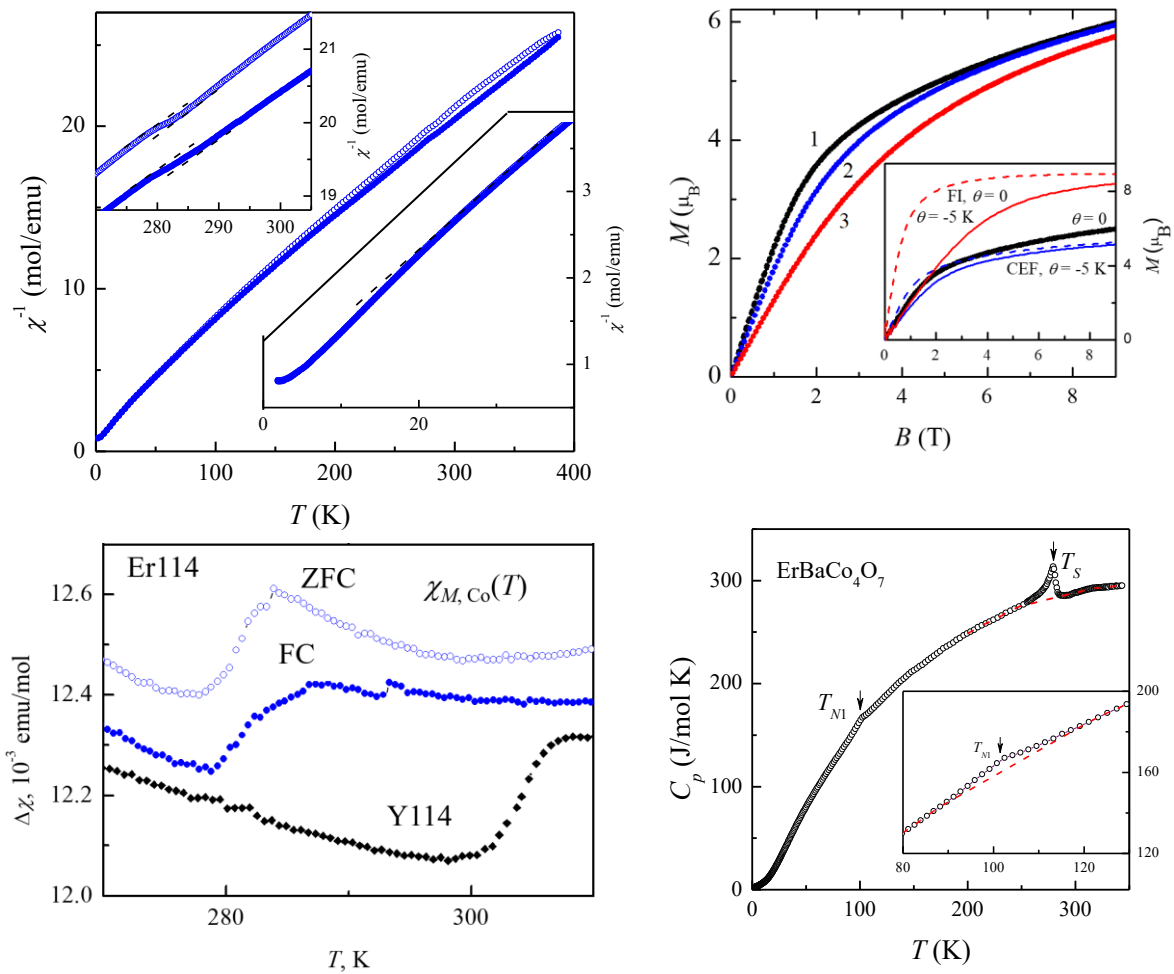 χ⁻¹ (mol/emu)
20
10
0
0 100 200 300 400
T (K)
21
20
19
χ⁻¹ (mol/emu)
280 290 300
3
2
1
χ⁻¹ (mol/emu)
0 20
M (μB)
6
4
2
0
0 2 4 6 8
B (T)
1
2
3
FI, θ = 0
θ = -5 K
θ = 0
CEF, θ = -5 K
8
4
0
M (μB)
0 2 4 6 8
Δχ, 10⁻³ emu/mol
12.6
12.4
12.2
12.0
280 300
T, K
Er114
ZFC
χM, Co(T)
FC
Y114
Cp (J/mol K)
300
200
100
0
0 100 200 300
T (K)
ErBaCo₄O₇
TS
TN1
TN1
200
160
120
80 100 120